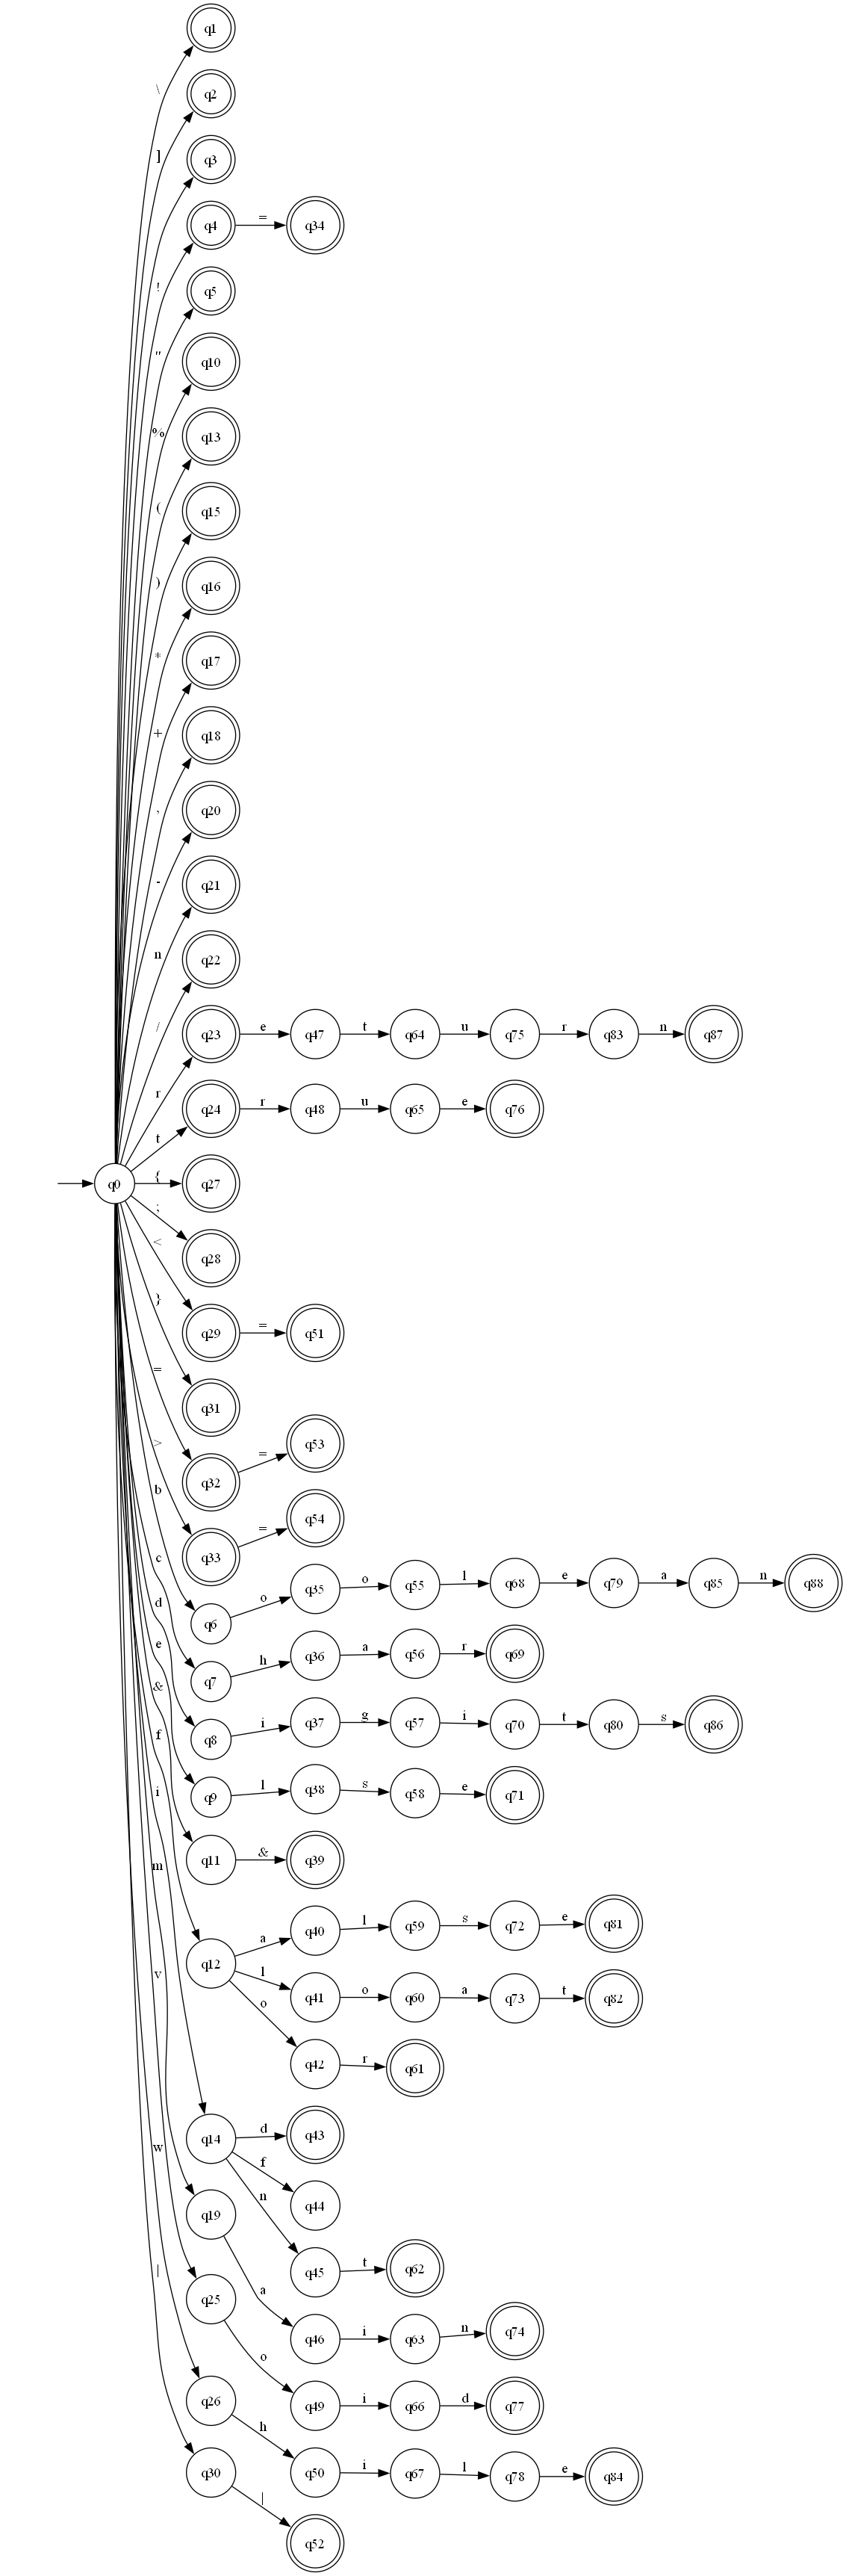 q1
\
q2
]
q3
q4
=
q34
!
q5
"
q10
%
q13
(
q15
)
q16
*
q17
+
q18
,
q20
-
q21
n
q22
/
q23
e
q47
t
q64
u
q75
r
q83
n
q87
r
q24
r
q48
u
q65
e
q76
t
q0
{
q27
;
q28
<
q29
=
q51
}
q31
=
q32
=
q53
>
q33
=
q54
b
q6
o
q35
o
q55
l
q68
e
q79
a
q85
n
q88
c
q7
h
q36
a
q56
r
q69
d
q8
i
q37
g
q57
i
q70
t
q80
s
q86
e
q9
l
q38
s
q58
e
q71
&
q11
&
q39
f
q12
a
q40
l
q59
s
q72
e
q81
l
q41
o
q60
a
q73
t
q82
o
q42
r
q61
i
q14
d
q43
f
q44
n
q45
t
q62
m
q19
a
q46
i
q63
n
q74
v
q25
o
q49
i
q66
d
q77
w
q26
h
q50
i
q67
l
q78
e
q84
|
q30
|
q52